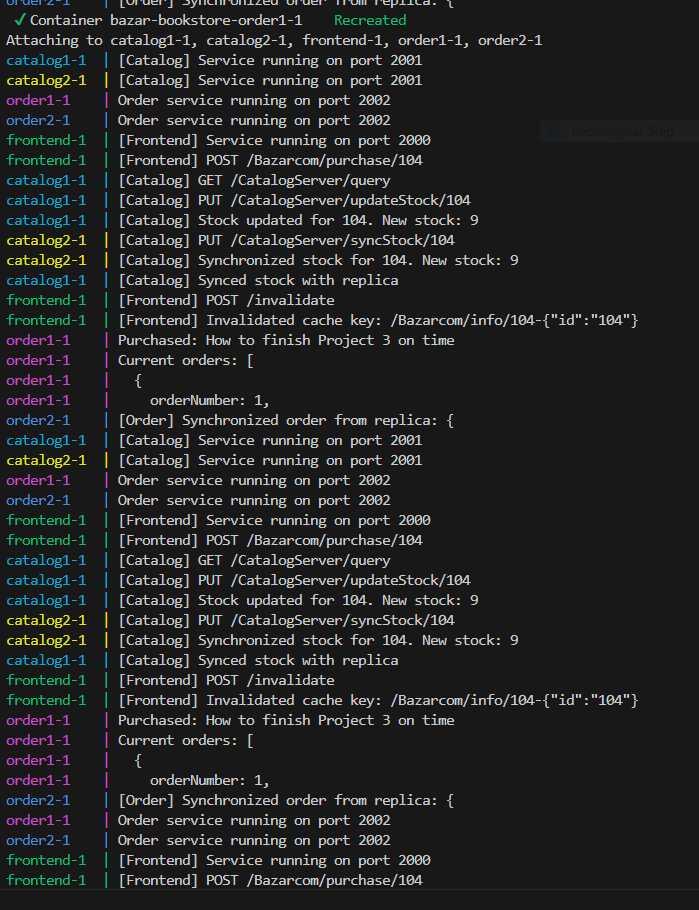 order2-1  | [Order] Synchronized order from replica: {
✓ Container bazar-bookstore-order1-1    Recreated
Attaching to catalog1-1, catalog2-1, frontend-1, order1-1, order2-1
catalog1-1  | [Catalog] Service running on port 2001
catalog2-1  | [Catalog] Service running on port 2001
order1-1    | Order service running on port 2002
order2-1    | Order service running on port 2002
Rectangular Snip
frontend-1  | [Frontend] Service running on port 2000
frontend-1  | [Frontend] POST /Bazarcom/purchase/104
catalog1-1  | [Catalog] GET /CatalogServer/query
catalog1-1  | [Catalog] PUT /CatalogServer/updateStock/104
catalog1-1  | [Catalog] Stock updated for 104. New stock: 9
catalog2-1  | [Catalog] PUT /CatalogServer/syncStock/104
catalog2-1  | [Catalog] Synchronized stock for 104. New stock: 9
catalog1-1  | [Catalog] Synced stock with replica
frontend-1  | [Frontend] POST /invalidate
frontend-1  | [Frontend] Invalidated cache key: /Bazarcom/info/104-{"id":"104"}
order1-1    | Purchased: How to finish Project 3 on time
order1-1    | Current orders: [
order1-1    |   {
order1-1    |     orderNumber: 1,
order2-1    | [Order] Synchronized order from replica: {
catalog1-1  | [Catalog] Service running on port 2001
catalog2-1  | [Catalog] Service running on port 2001
order1-1    | Order service running on port 2002
order2-1    | Order service running on port 2002
frontend-1  | [Frontend] Service running on port 2000
frontend-1  | [Frontend] POST /Bazarcom/purchase/104
catalog1-1  | [Catalog] GET /CatalogServer/query
catalog1-1  | [Catalog] PUT /CatalogServer/updateStock/104
catalog1-1  | [Catalog] Stock updated for 104. New stock: 9
catalog2-1  | [Catalog] PUT /CatalogServer/syncStock/104
catalog2-1  | [Catalog] Synchronized stock for 104. New stock: 9
catalog1-1  | [Catalog] Synced stock with replica
frontend-1  | [Frontend] POST /invalidate
frontend-1  | [Frontend] Invalidated cache key: /Bazarcom/info/104-{"id":"104"}
order1-1    | Purchased: How to finish Project 3 on time
order1-1    | Current orders: [
order1-1    |   {
order1-1    |     orderNumber: 1,
order2-1    | [Order] Synchronized order from replica: {
order1-1    | Order service running on port 2002
order2-1    | Order service running on port 2002
frontend-1  | [Frontend] Service running on port 2000
frontend-1  | [Frontend] POST /Bazarcom/purchase/104